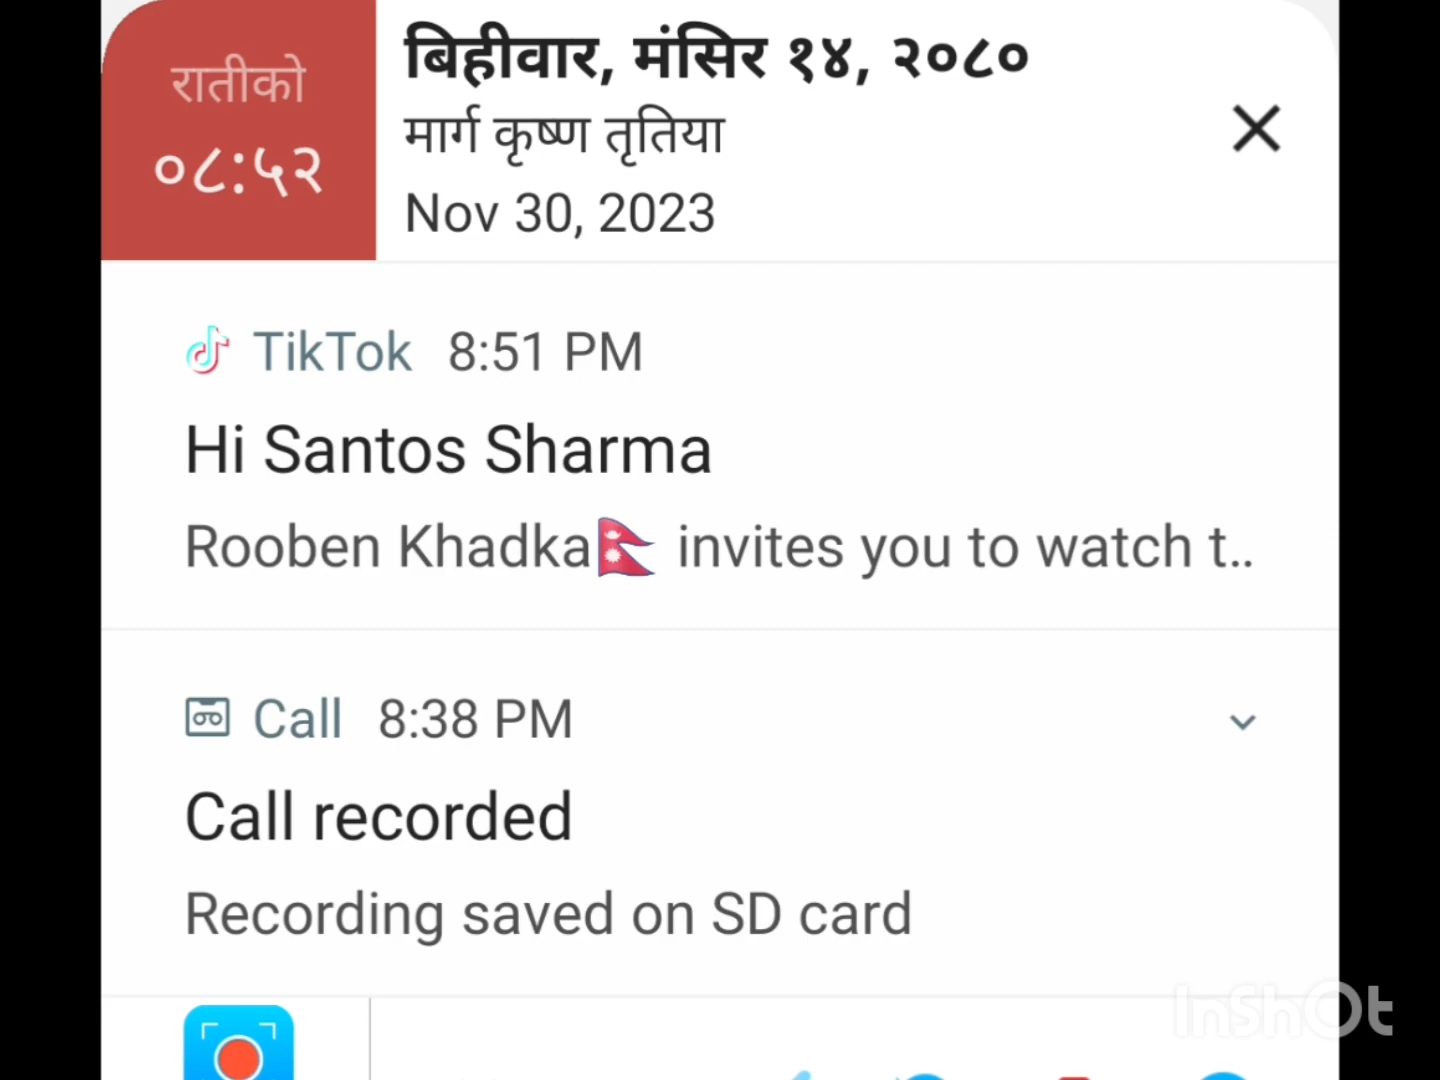 रातीको
०८:५२
बिहीवार, मंसिर १४, २०८०
मार्ग कृष्ण तृतिया
Nov 30, 2023
TikTok 8:51 PM
Hi Santos Sharma
Rooben Khadka🇳🇵 invites you to watch t..
Call 8:38 PM
Call recorded
Recording saved on SD card
InShOt